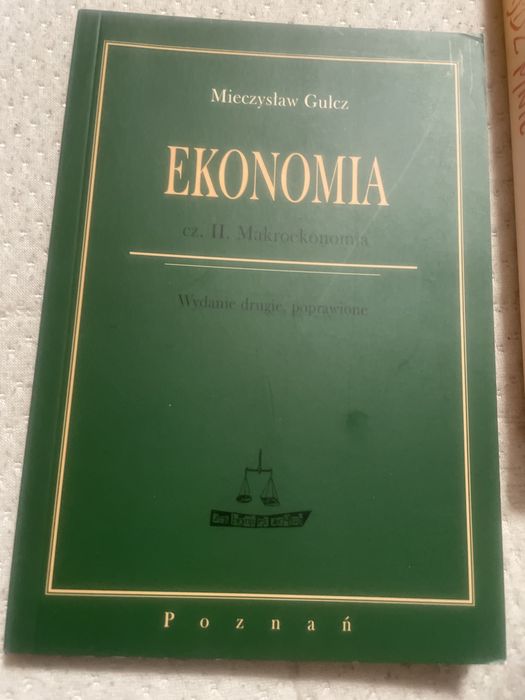 Mieczysław Gulcz
EKONOMIA
cz. II. Makroekonomia
Wydanie drugie, poprawione
Poznań